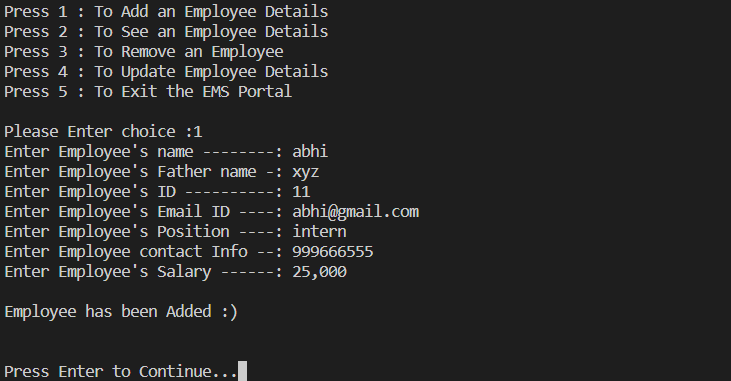 Press 1 : To Add an Employee Details
Press 2 : To See an Employee Details
Press 3 : To Remove an Employee
Press 4 : To Update Employee Details
Press 5 : To Exit the EMS Portal
Please Enter choice :1
Enter Employee's name --------: abhi
Enter Employee's Father name -: xyz
Enter Employee's ID ----------: 11
Enter Employee's Email ID ----: abhi@gmail.com
Enter Employee's Position ----: intern
Enter Employee contact Info --: 999666555
Enter Employee's Salary ------: 25,000
Employee has been Added :)
Press Enter to Continue...